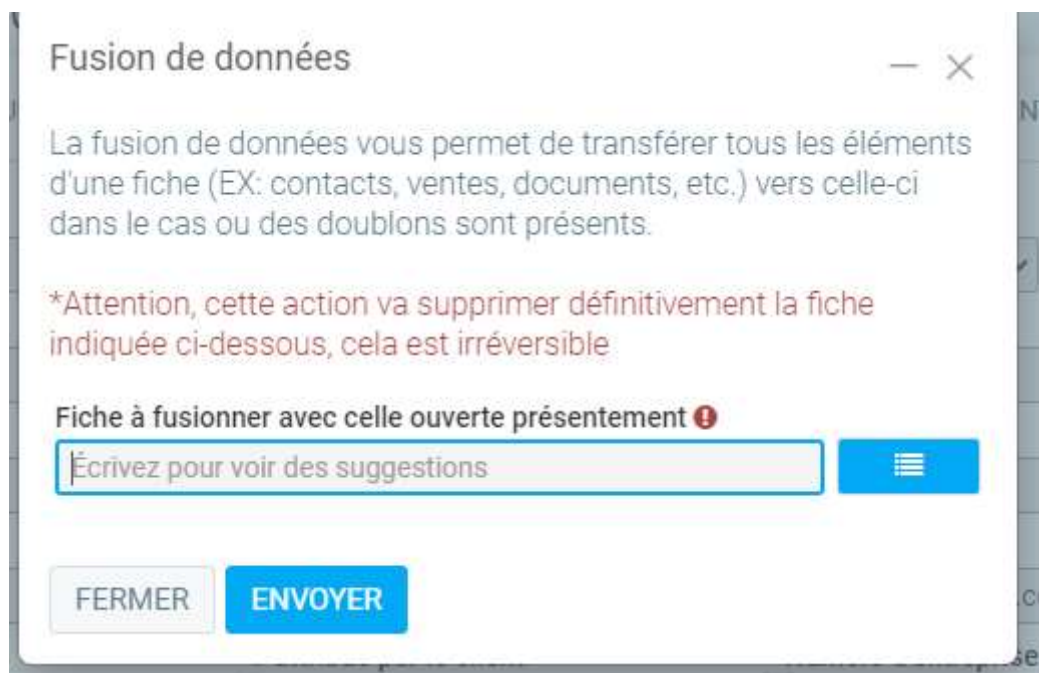 Fusion de données
La fusion de données vous permet de transférer tous les éléments
d'une fiche (EX: contacts, ventes, documents, etc.) vers celle-ci
dans le cas ou des doublons sont présents.
*Attention, cette action va supprimer définitivement la fiche
indiquée ci-dessous, cela est irréversible
Fiche à fusionner avec celle ouverte présentement
Écrivez pour voir des suggestions
FERMER ENVOYER